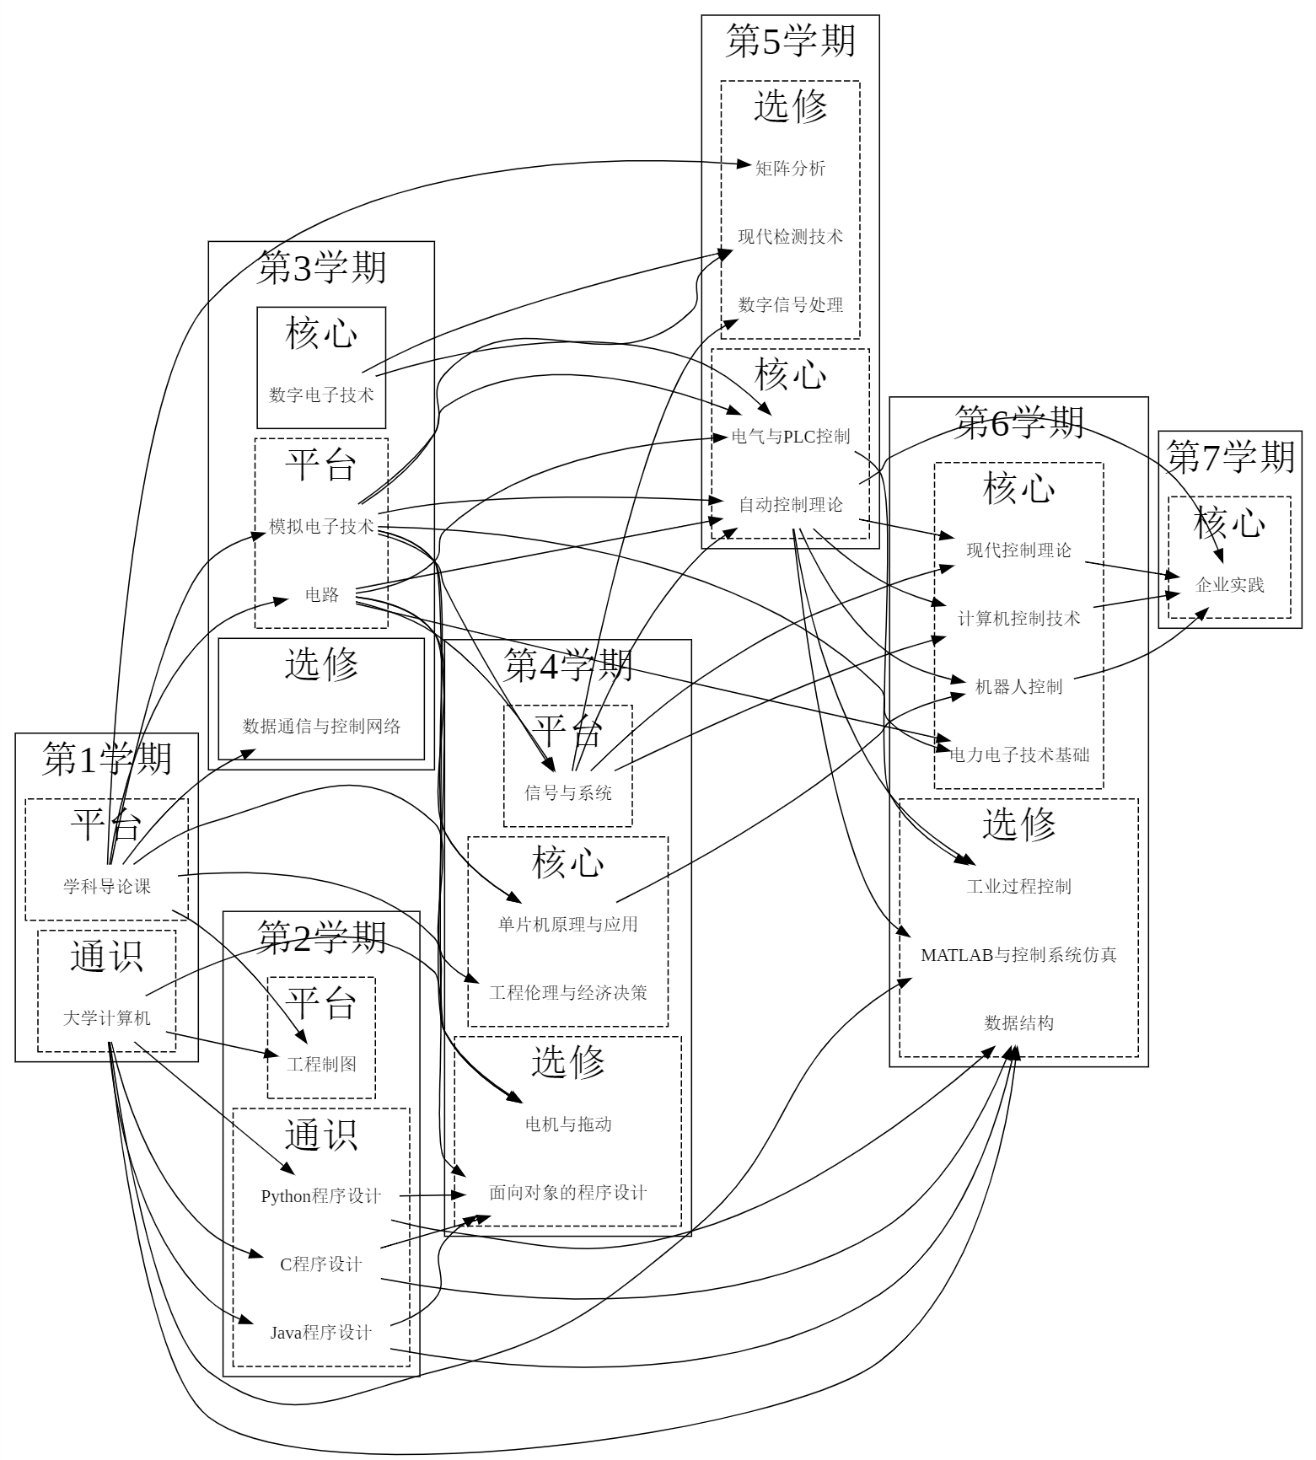 第1学期
平台
学科导论课
通识
大学计算机
第2学期
平台
工程制图
通识
Python程序设计
C程序设计
Java程序设计
第3学期
核心
数字电子技术
平台
模拟电子技术
电路
选修
数据通信与控制网络
第4学期
平台
信号与系统
核心
单片机原理与应用
工程伦理与经济决策
选修
电机与拖动
面向对象的程序设计
第5学期
选修
矩阵分析
现代检测技术
数字信号处理
核心
电气与PLC控制
自动控制理论
第6学期
核心
现代控制理论
计算机控制技术
机器人控制
电力电子技术基础
选修
工业过程控制
MATLAB与控制系统仿真
数据结构
第7学期
核心
企业实践